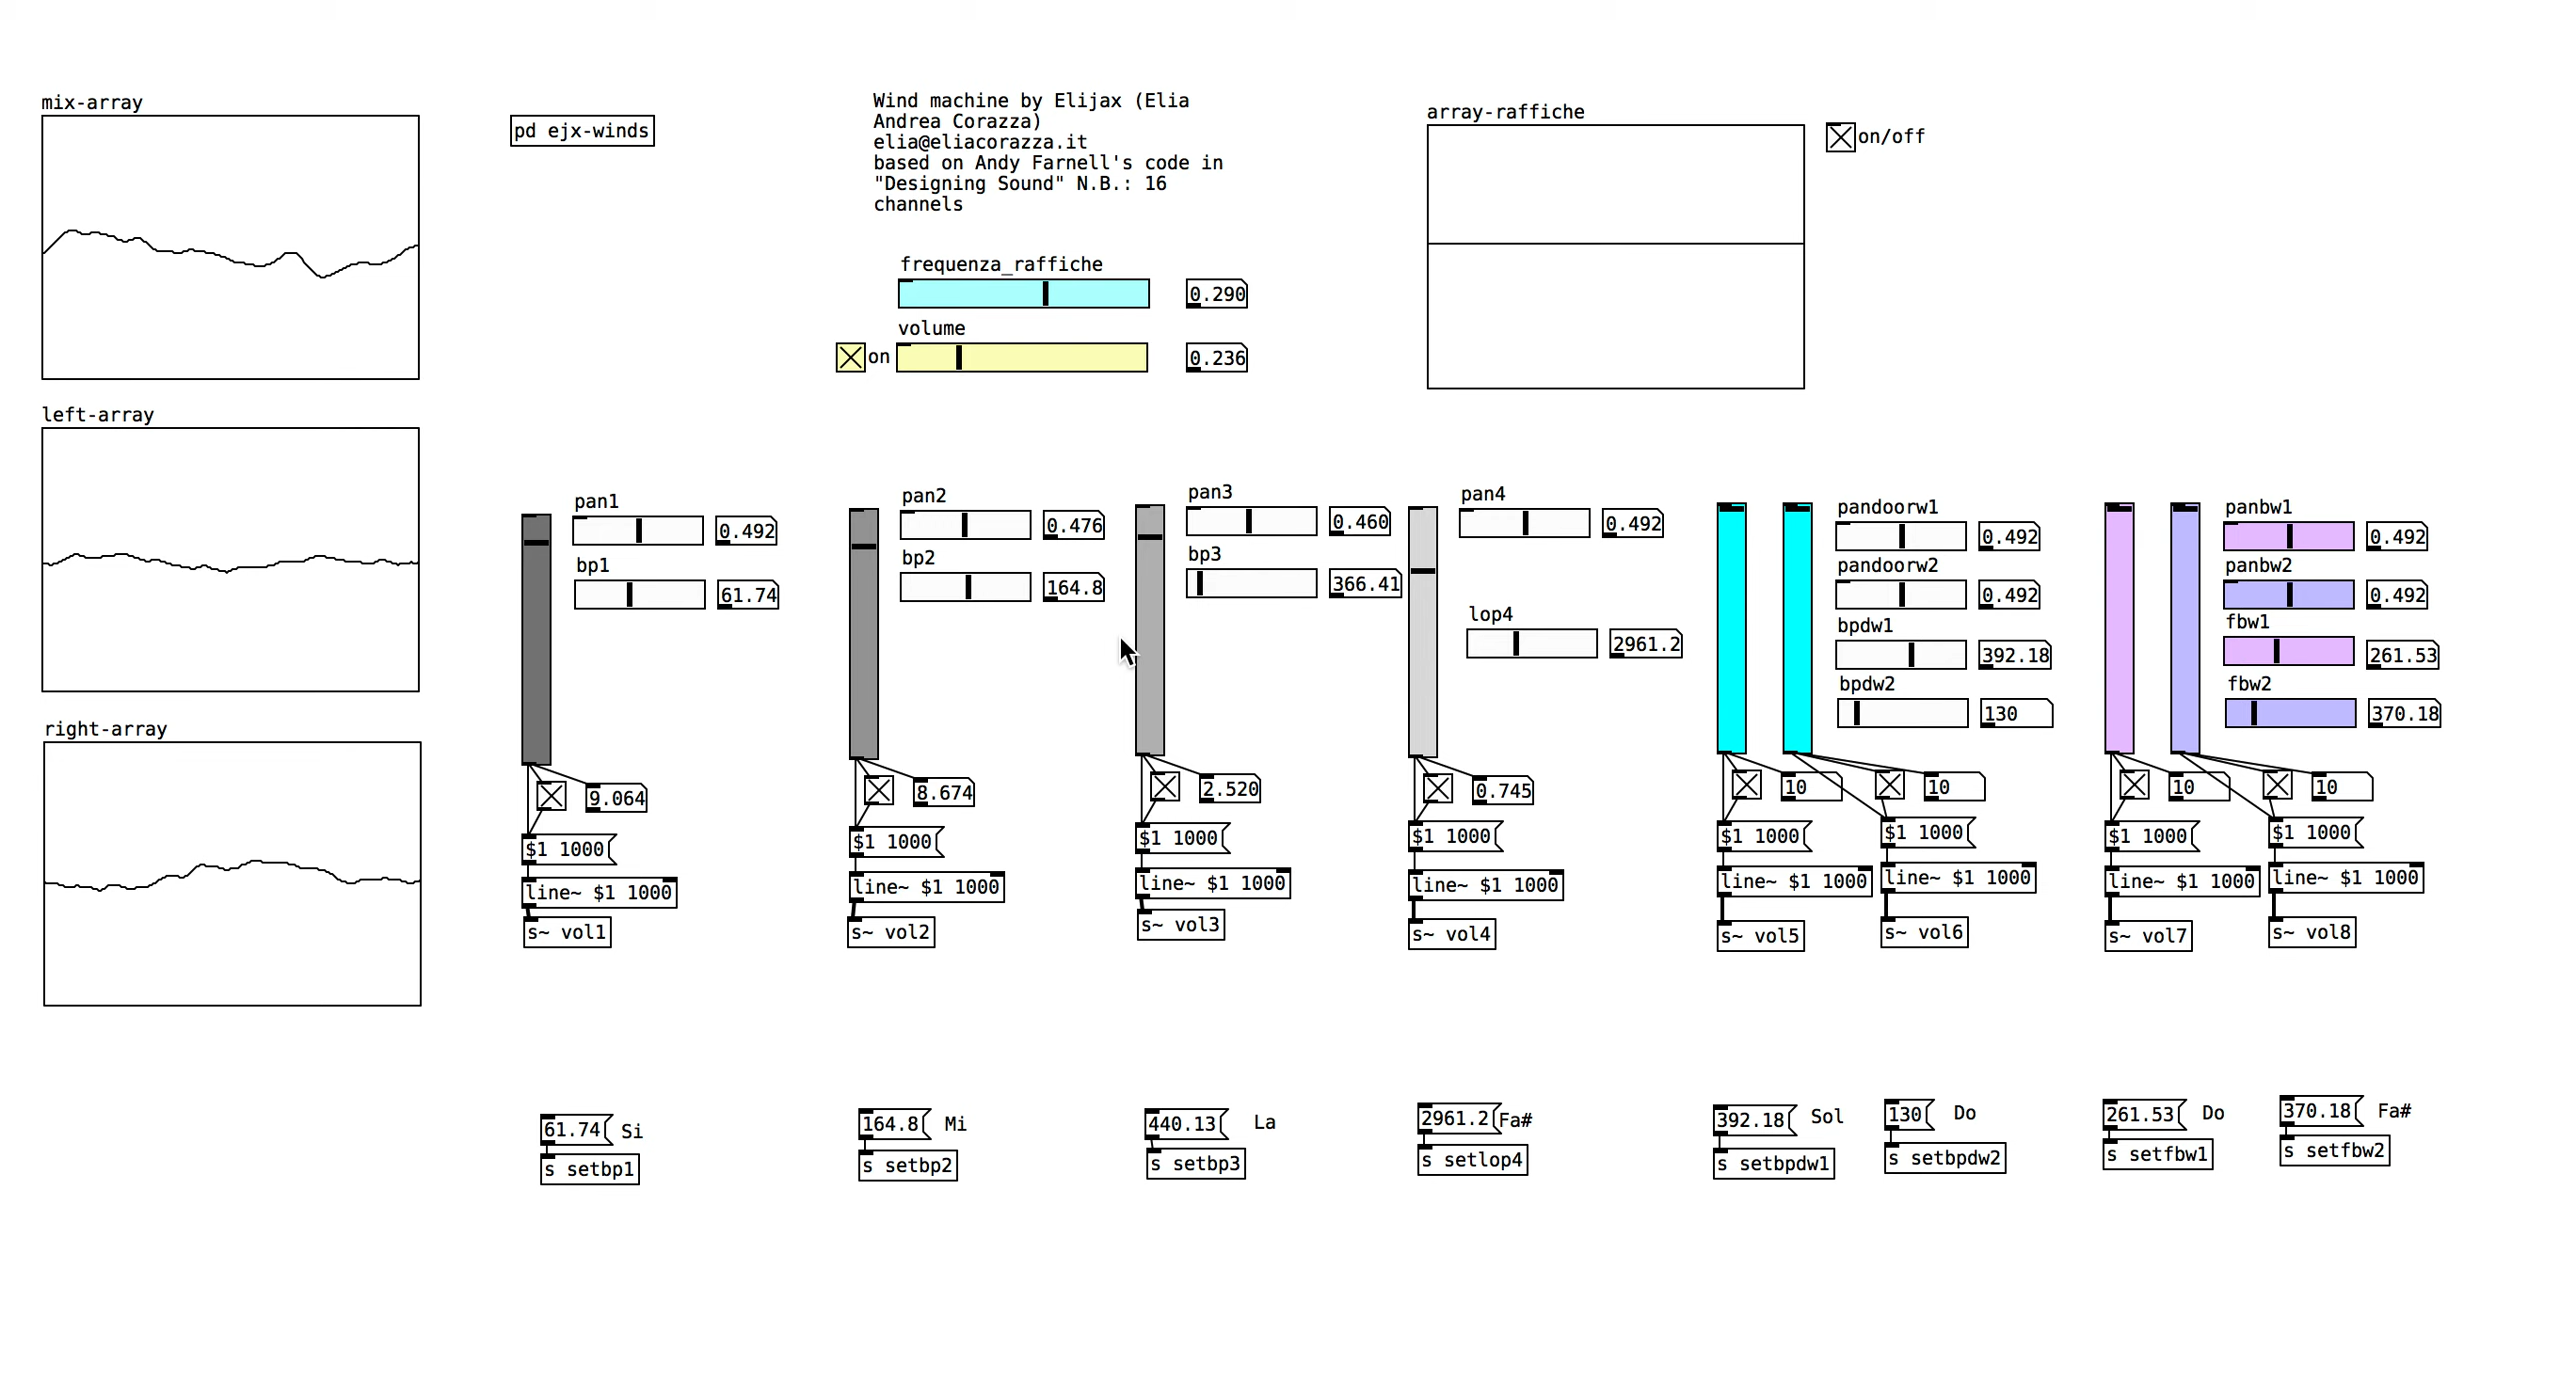 mix-array
pd ejx-winds
Wind machine by Elijax (Elia
Andrea Corazza)
elia@eliacorazza.it
based on Andy Farnell's code in
"Designing Sound" N.B.: 16
channels
array-raffiche
on/off
frequenza_raffiche
0.290
volume
on
0.236
left-array
right-array
pan1
0.492
bp1
61.74
9.064
$1 1000
line~ $1 1000
s~ vol1
pan2
0.476
bp2
164.8
8.674
$1 1000
line~ $1 1000
s~ vol2
pan3
0.460
bp3
366.41
2.520
$1 1000
line~ $1 1000
s~ vol3
pan4
0.492
lop4
2961.2
0.745
$1 1000
line~ $1 1000
s~ vol4
pandoorw1
0.492
pandoorw2
0.492
bpdw1
392.18
bpdw2
130
10
10
$1 1000
$1 1000
line~ $1 1000
line~ $1 1000
s~ vol5
s~ vol6
panbw1
0.492
panbw2
0.492
fbw1
261.53
fbw2
370.18
10
10
$1 1000
$1 1000
line~ $1 1000
line~ $1 1000
s~ vol7
s~ vol8
61.74 Si
s setbp1
164.8 Mi
s setbp2
440.13 La
s setbp3
2961.2 Fa#
s setlop4
392.18 Sol
s setbpdw1
130 Do
s setbpdw2
261.53 Do
s setfbw1
370.18 Fa#
s setfbw2